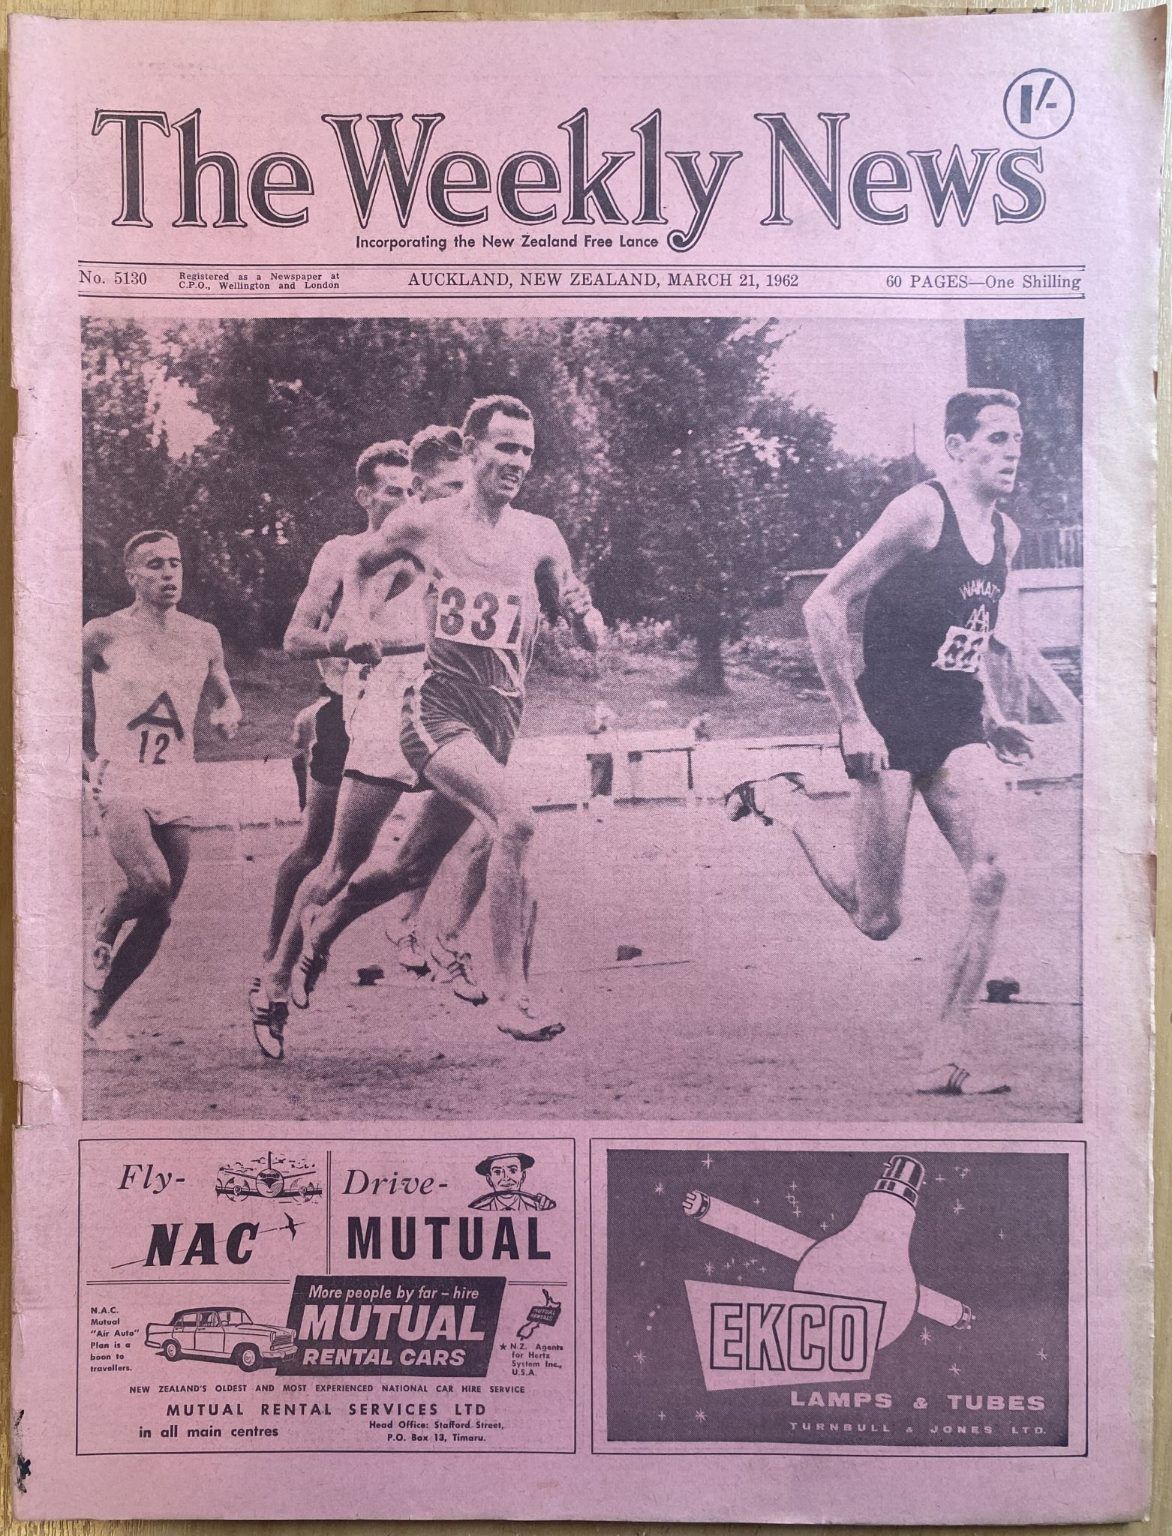 1/-
The Weekly News
Incorporating the New Zealand Free Lance
No. 5130
Registered as a Newspaper at
C.P.O., Wellington and London
AUCKLAND, NEW ZEALAND, MARCH 21, 1962
60 PAGES—One Shilling
337
A
12
WAIKATO
Fly-
NAC
Drive-
MUTUAL
More people by far – hire
MUTUAL
RENTAL CARS
N.A.C.
Mutual
"Air Auto"
Plan is a
boon to
travellers.
MUTUAL
RENTALS
★ N.Z. Agents
for Hertz
System Inc.,
U.S.A.
NEW ZEALAND'S OLDEST AND MOST EXPERIENCED NATIONAL CAR HIRE SERVICE
MUTUAL RENTAL SERVICES LTD
in all main centres
Head Office: Stafford Street,
P.O. Box 13, Timaru.
EKCO
LAMPS & TUBES
TURNBULL & JONES LTD.